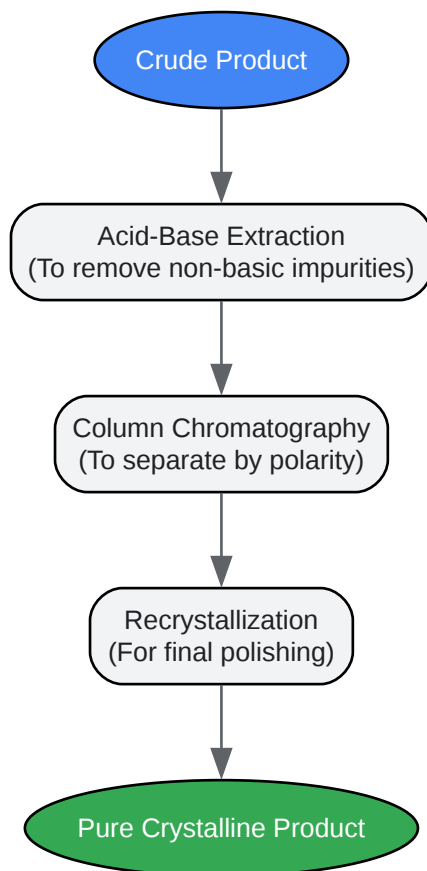 Crude Product
Acid-Base Extraction
(To remove non-basic impurities)
Column Chromatography
(To separate by polarity)
Recrystallization
(For final polishing)
Pure Crystalline Product